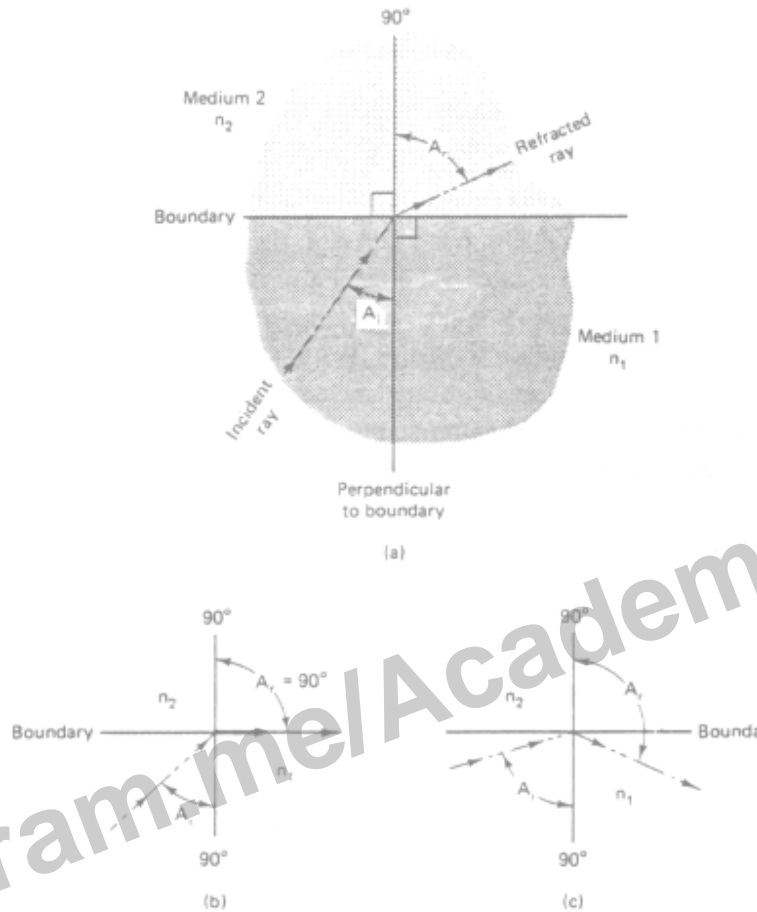 90°
Medium 2
n₂
Aᵣ
Refracted
ray
Boundary
Aᵢ
Medium 1
n₁
Incident
ray
Perpendicular
to boundary
(a)
ram.me/Academ
90°
Aᵣ = 90°
n₂
Boundary
n₁
Aᵢ
90°
(b)
90°
n₂
Aᵣ
Bounda
Aᵢ
n₁
90°
(c)